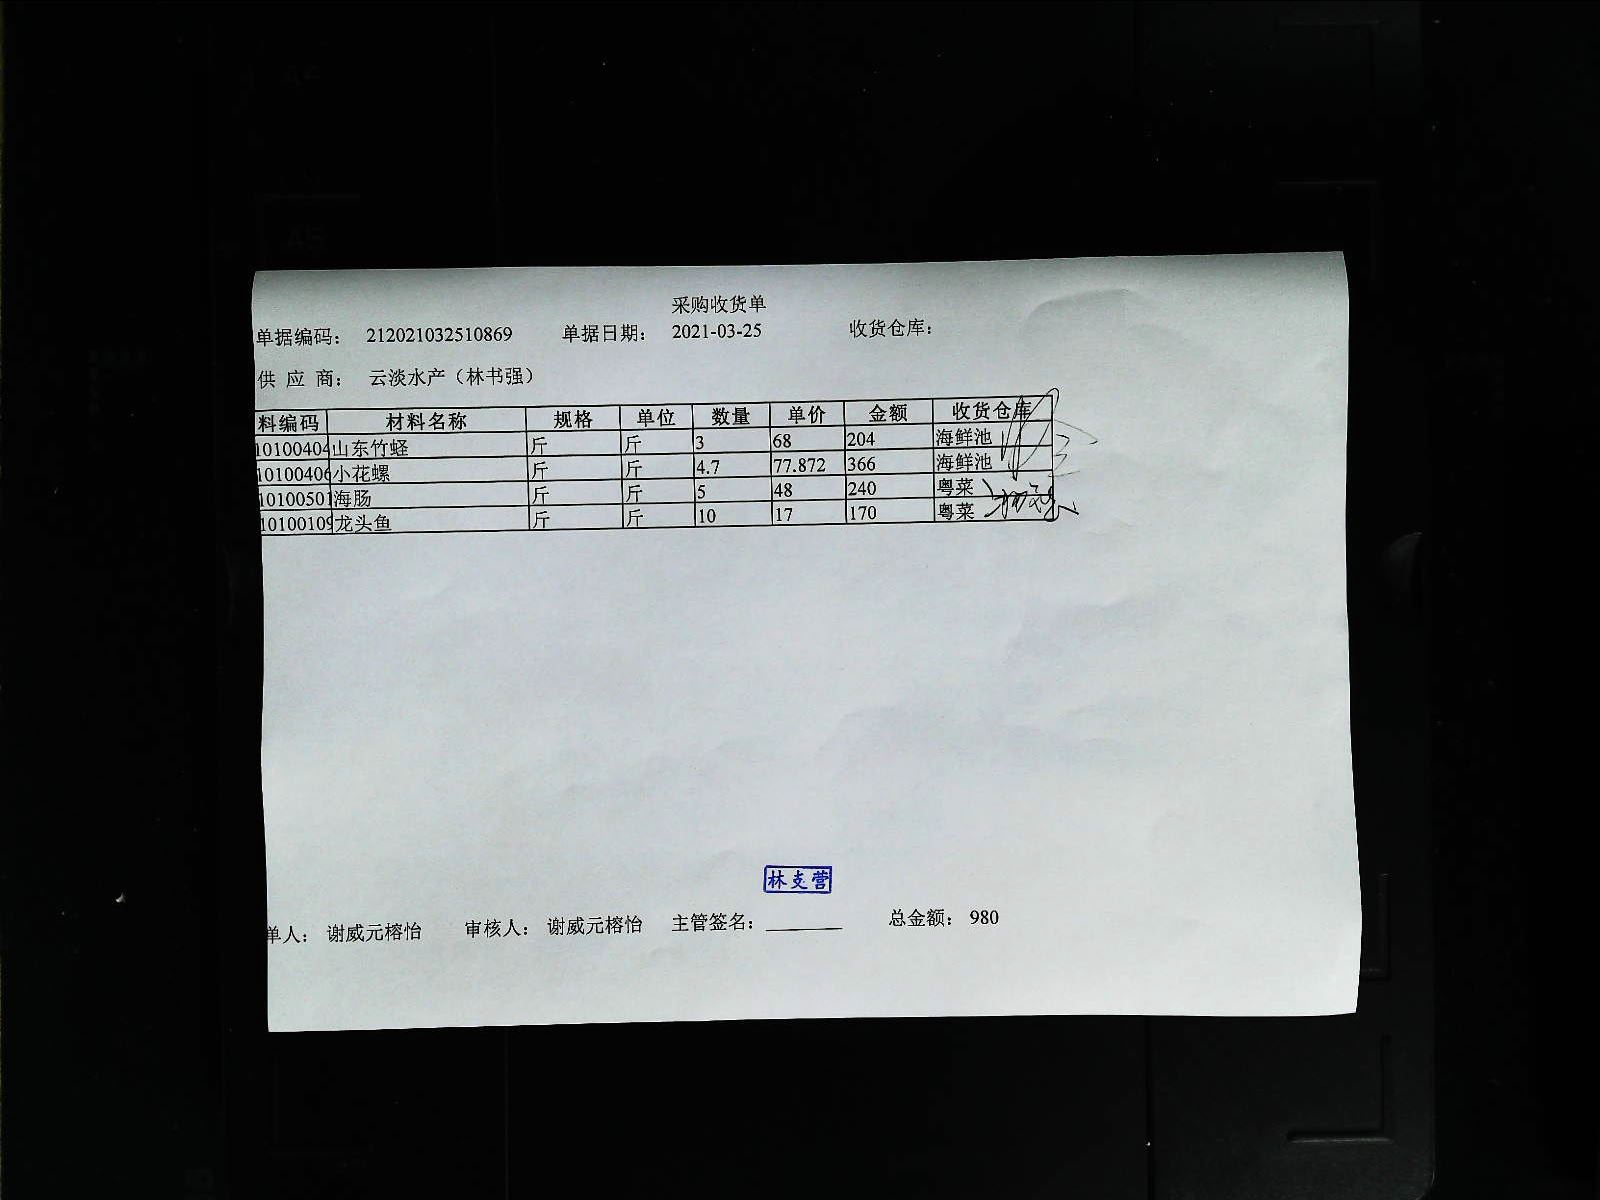 采购收货单
单据编码： 212021032510869 单据日期： 2021-03-25 收货仓库：
供 应 商： 云淡水产（林书强）
料编码 材料名称 规格 单位 数量 单价 金额 收货仓库
10100404 山东竹蛏 斤 斤 3 68 204 海鲜池
10100406 小花螺 斤 斤 4.7 77.872 366 海鲜池
10100501 海肠 斤 斤 5 48 240 粤菜
10100109 龙头鱼 斤 斤 10 17 170 粤菜
林支营
单人： 谢威元榕怡 审核人： 谢威元榕怡 主管签名： 总金额： 980